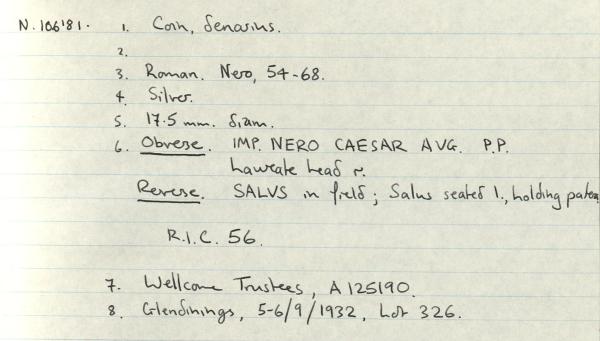 N.106'81. 1. Coin, denarius.
2.
3. Roman. Nero, 54-68.
4. Silver.
5. 17.5 mm. diam.
6. Obverse. IMP. NERO CAESAR AVG. P.P.
Laureate head r.
Reverse. SALVS in field; Salus seated l., holding patera
R.I.C. 56.
7. Wellcome Trustees, A125190.
8. Glendinings, 5-6/9/1932, Lot 326.